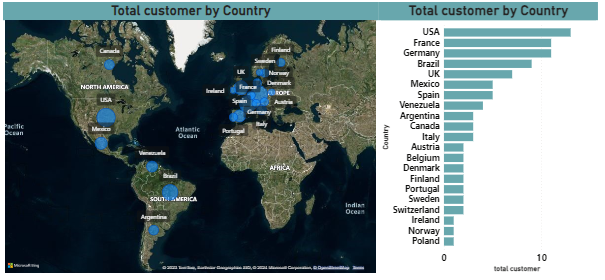 Total customer by Country
Canada
Finland
Sweden
UK
Norway
Denmark
NORTH AMERICA
Ireland
France
EUROPE
USA
Spain
Austria
Germany
Pacific
Ocean
Mexico
Atlantic
Ocean
Portugal
Italy
Venezuela
AFRICA
Brazil
SOUTH AMERICA
Indian
Ocean
Argentina
Microsoft Bing
© OpenStreetMap
Terms
Total customer by Country
USA
France
Germany
Brazil
UK
Mexico
Spain
Venezuela
Argentina
Canada
Italy
Austria
Belgium
Denmark
Finland
Portugal
Sweden
Switzerland
Ireland
Norway
Poland
Country
0
10
total customer